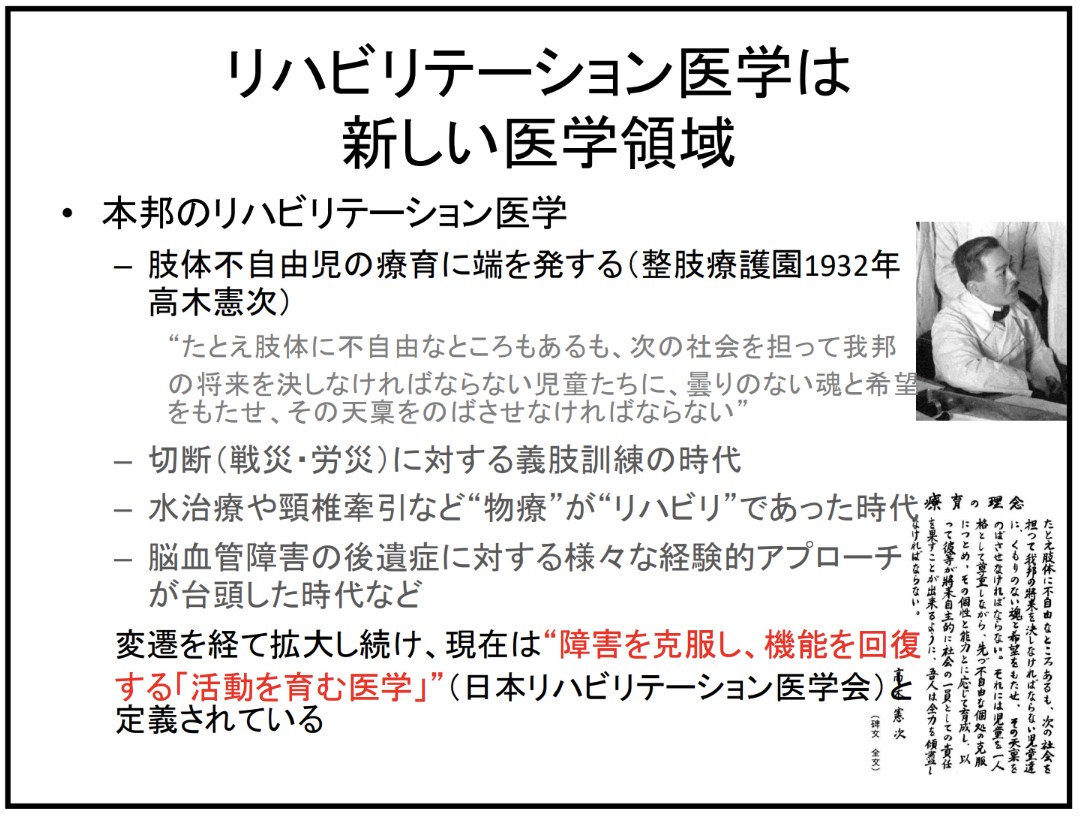 リハビリテーション医学は
新しい医学領域
• 本邦のリハビリテーション医学
– 肢体不自由児の療育に端を発する（整肢療護園1932年
高木憲次）
“たとえ肢体に不自由なところもあるも、次の社会を担って我邦
の将来を決しなければならない児童たちに、曇りのない魂と希望
をもたせ、その天稟をのばさせなければならない”
– 切断（戦災・労災）に対する義肢訓練の時代
– 水治療や頸椎牽引など“物療”が“リハビリ”であった時代
– 脳血管障害の後遺症に対する様々な経験的アプローチ
が台頭した時代など
変遷を経て拡大し続け、現在は“障害を克服し、機能を回復
する「活動を育む医学」”（日本リハビリテーション医学会）と
定義されている
療育の理念
たとえ肢体に不自由なところあるも、次の社会を
担つて我邦の将来を決しなければならない児童達
に、くもりのない魂と希望をもたせ、その天稟を
のばさせなければならない。それには児童を一人
格として尊重しながら、先づ不自由な個処の克服
につとめ、その個性と能力とに応じて育成し、以
って彼等が将来自主的に社会の一員としての責任
を果すことが出来るように、吾人は全力を傾盡し
なければならない。
高木憲次
（碑文 全文）